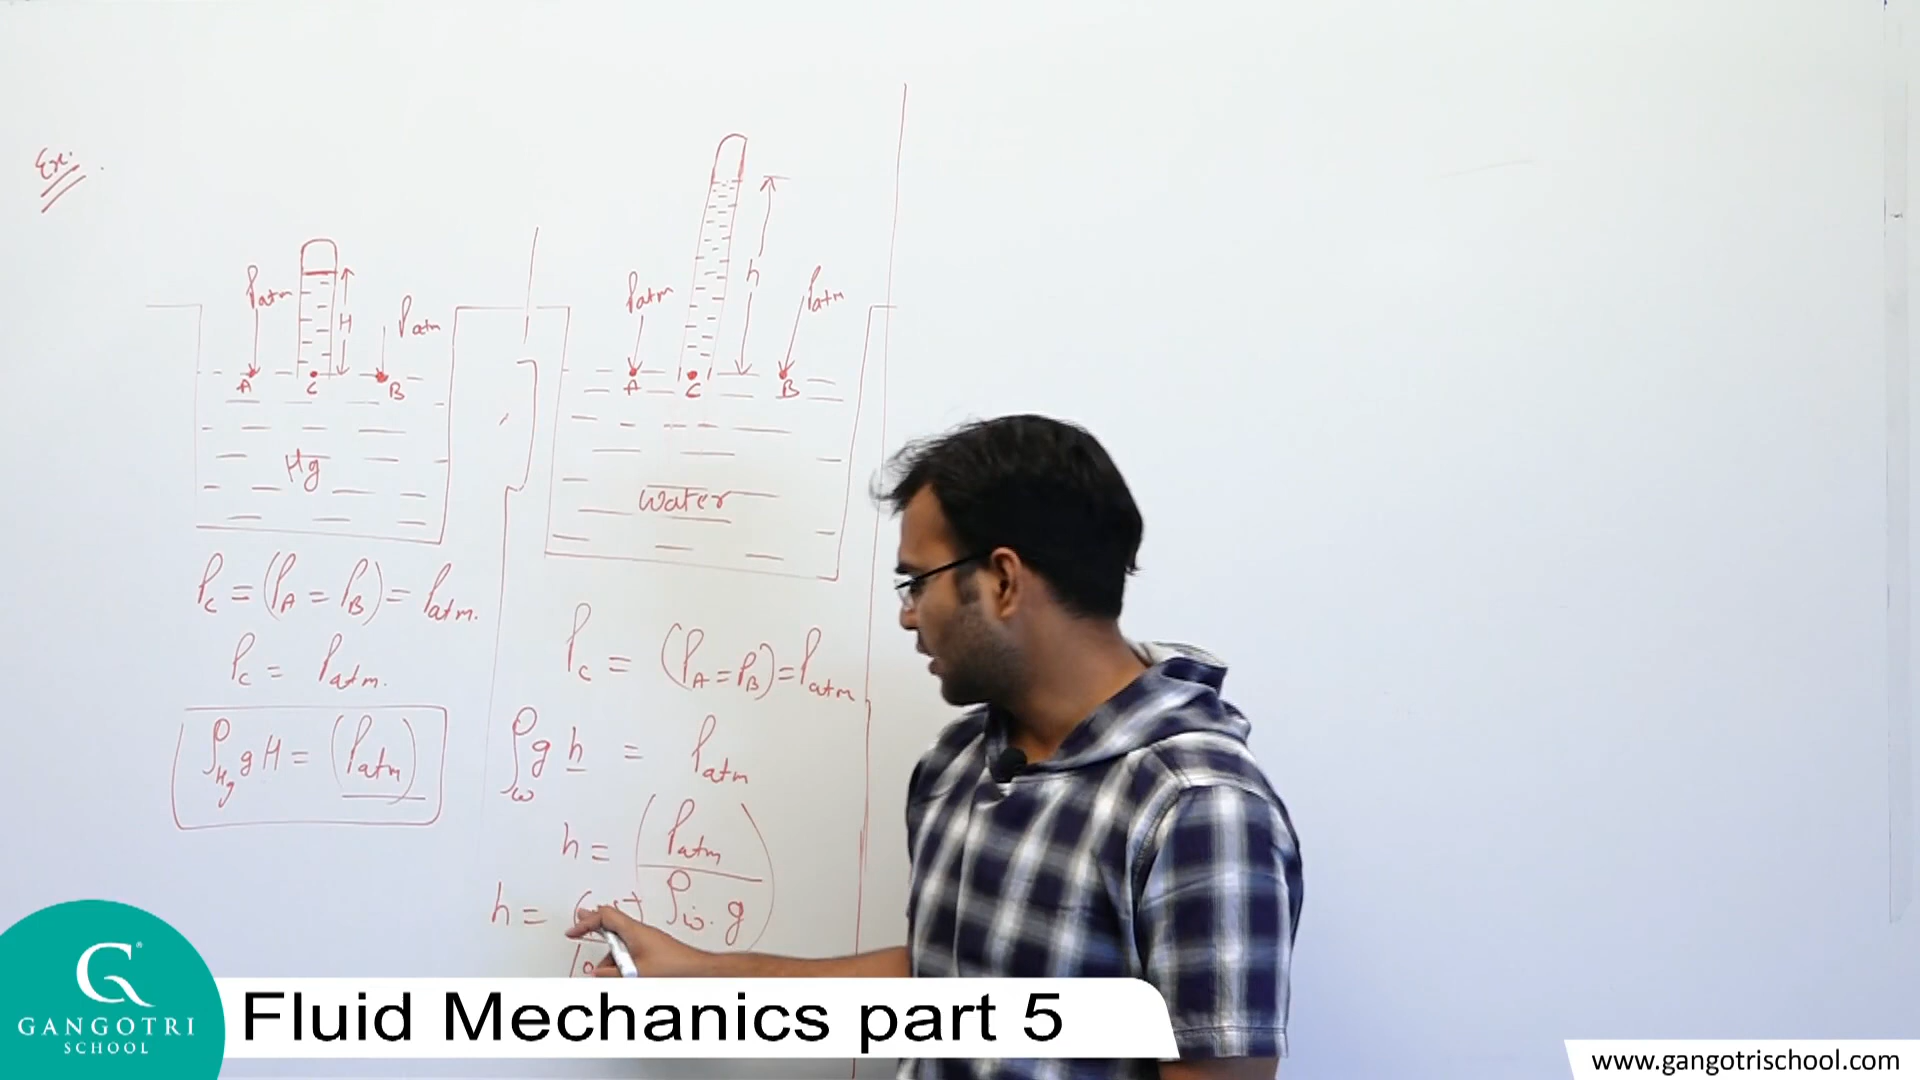 Ex:
Patm
H
Patm
A
C
B
Hg
Pc = (PA = PB) = Patm.
Pc = Patm.
ρHg g H = (Patm)
Patm
h
Patm
A
C
B
Water
Pc = (PA = PB) = Patm
ρw g h = Patm
h = (Patm / ρw. g)
h =
GANGOTRI
SCHOOL
Fluid Mechanics part 5
www.gangotrischool.com